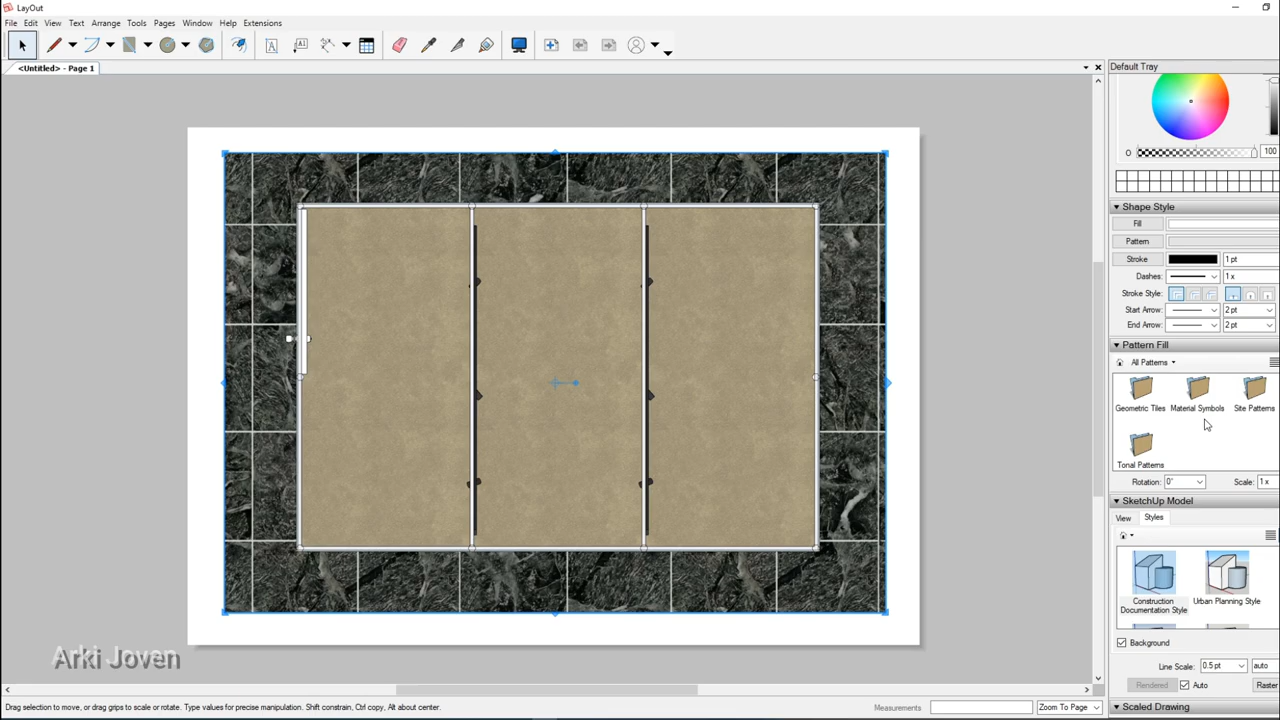 LayOut
File Edit View Text Arrange Tools Pages Window Help Extensions
<Untitled> - Page 1
Default Tray
O 100
Shape Style
Fill
Pattern
Stroke 1 pt
Dashes: 1 x
Stroke Style:
Start Arrow: 2 pt
End Arrow: 2 pt
Pattern Fill
All Patterns
Geometric Tiles Material Symbols Site Patterns
Tonal Patterns
Rotation: 0° Scale: 1 x
SketchUp Model
View Styles
Construction Documentation Style
Urban Planning Style
Background
Line Scale: 0.5 pt auto
Rendered Auto Raster
Scaled Drawing
Arki Joven
Drag selection to move, or drag grips to scale or rotate. Type values for precise manipulation. Shift constrain, Ctrl copy, Alt about center. Measurements Zoom To Page